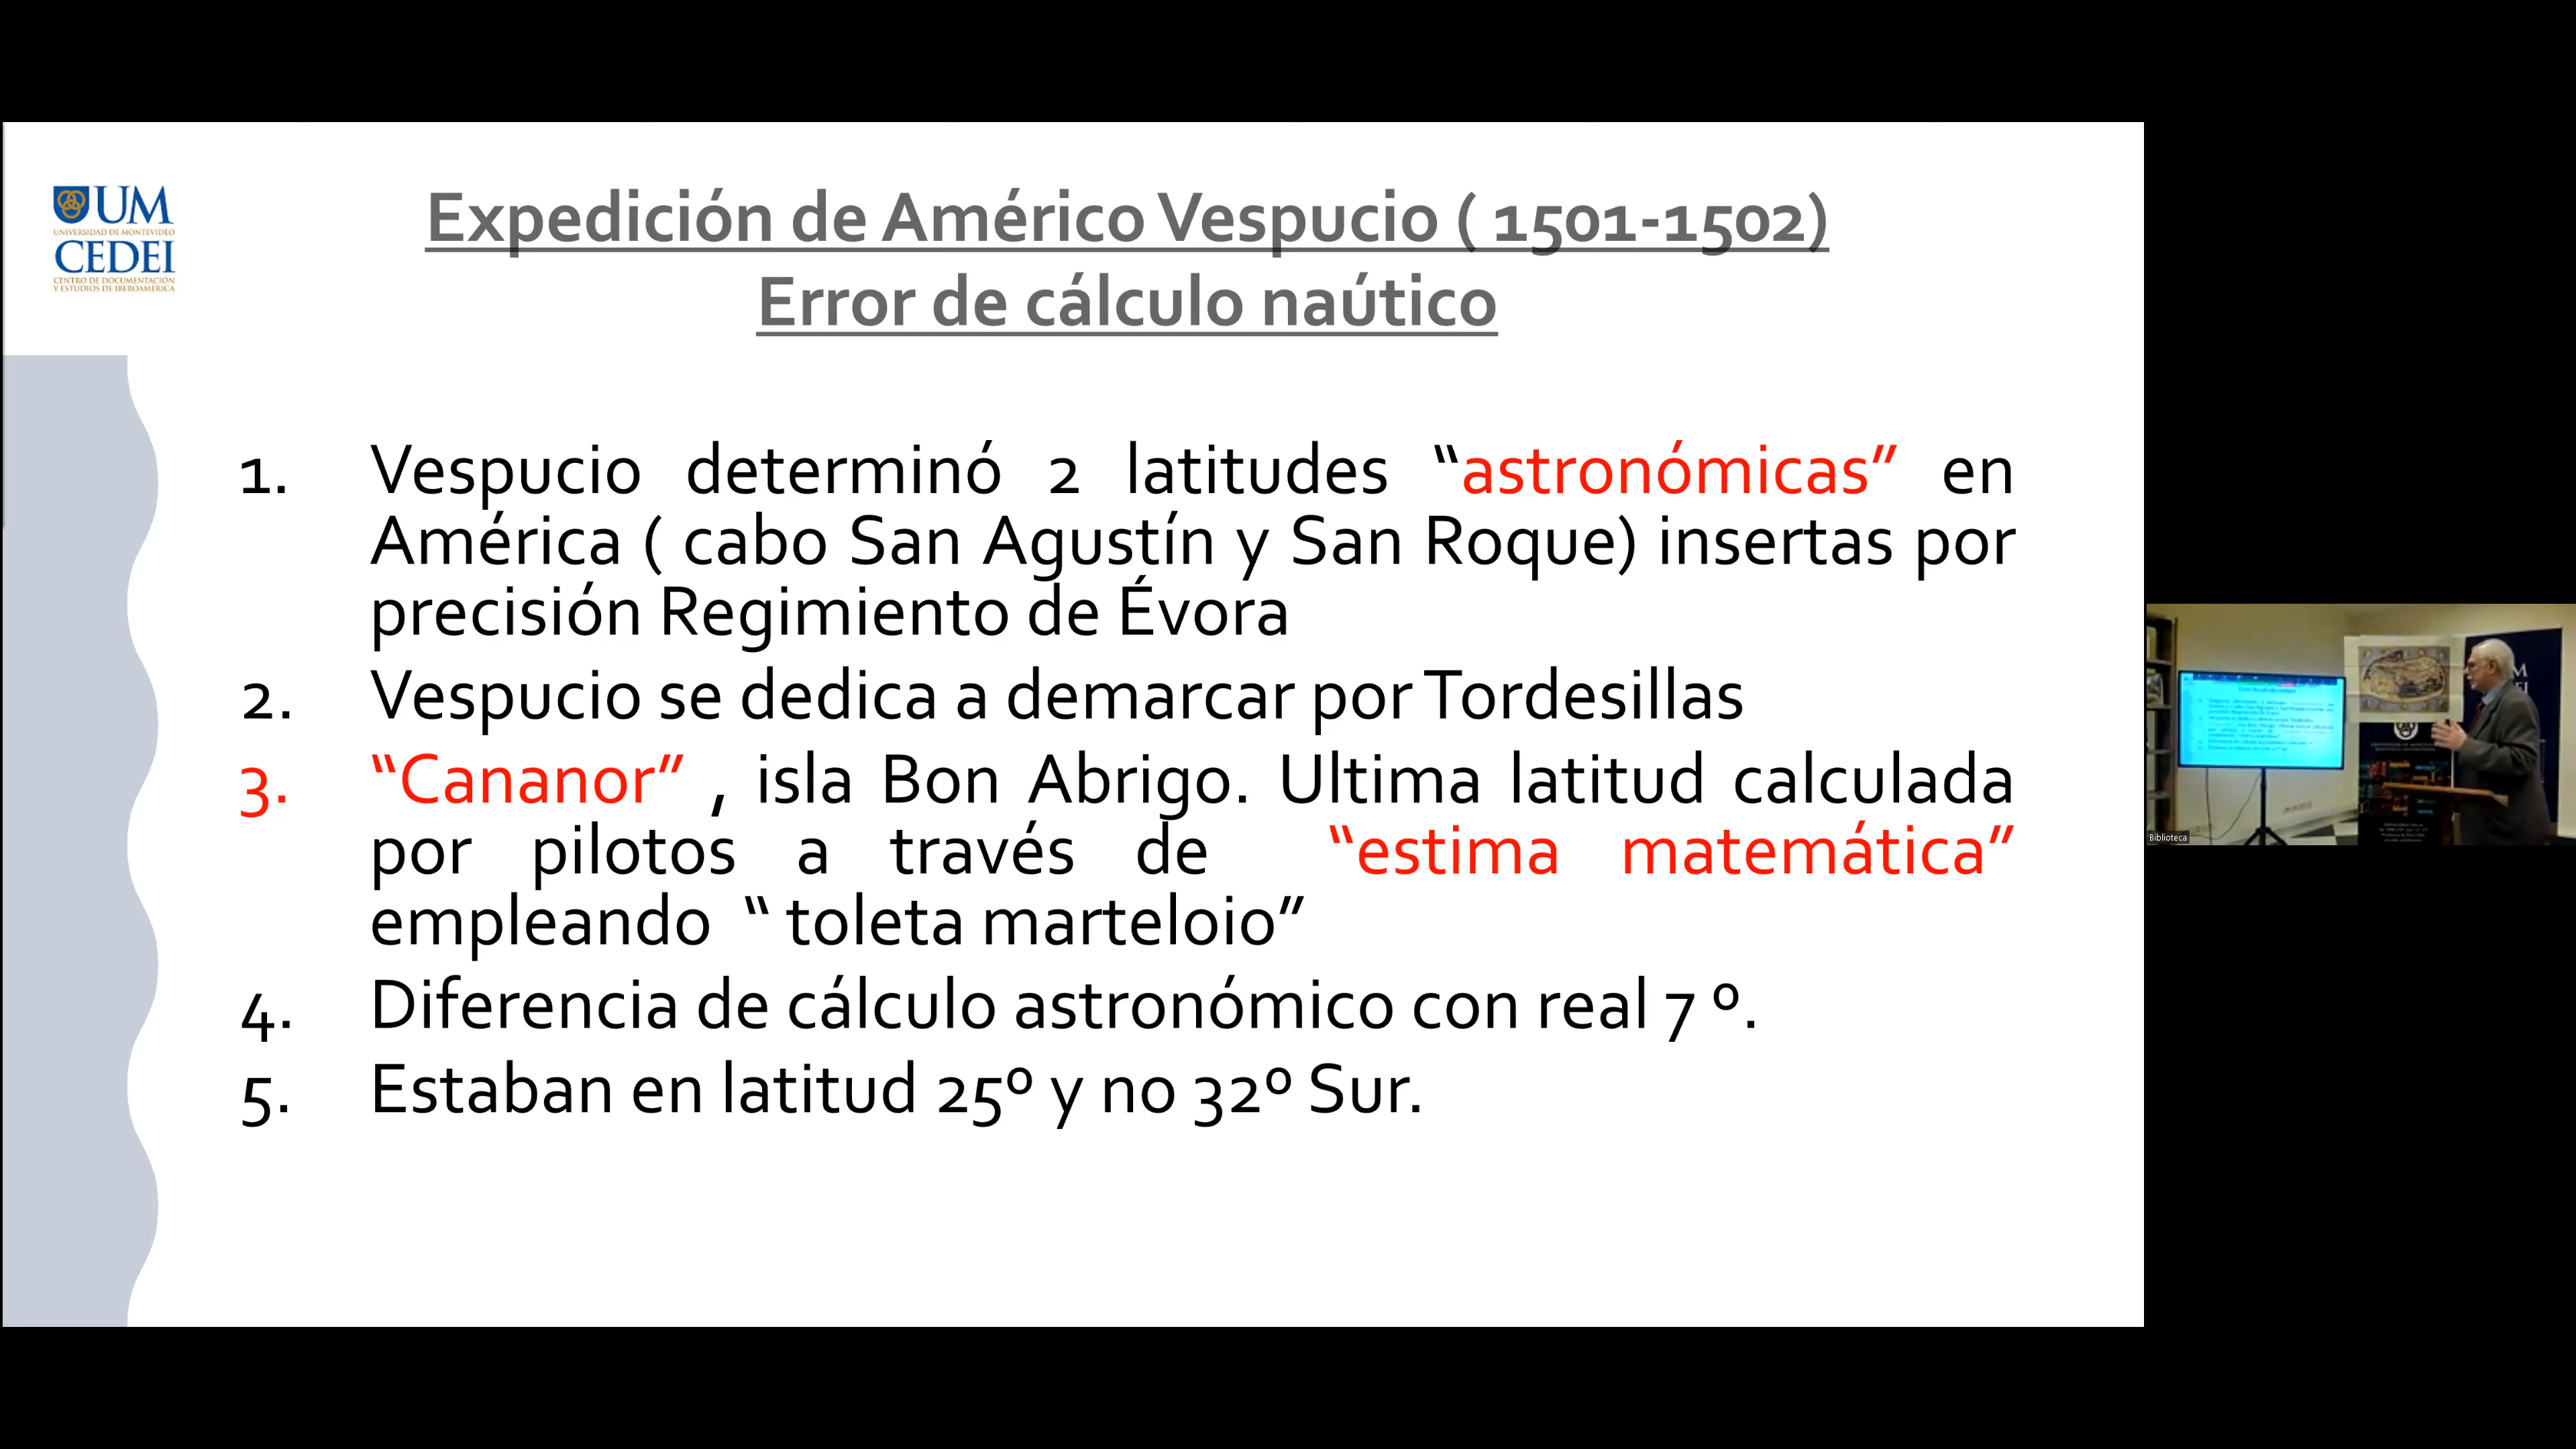 UM
UNIVERSIDAD DE MONTEVIDEO
CEDEI
CENTRO DE DOCUMENTACIÓN
Y ESTUDIOS DE IBEROAMÉRICA
Expedición de Américo Vespucio ( 1501-1502)
Error de cálculo naútico
1. Vespucio determinó 2 latitudes “astronómicas” en
América ( cabo San Agustín y San Roque) insertas por
precisión Regimiento de Évora
2. Vespucio se dedica a demarcar por Tordesillas
3. “Cananor” , isla Bon Abrigo. Ultima latitud calculada
por pilotos a través de “estima matemática”
empleando “ toleta marteloio”
4. Diferencia de cálculo astronómico con real 7 º.
5. Estaban en latitud 25º y no 32º Sur.
Biblioteca